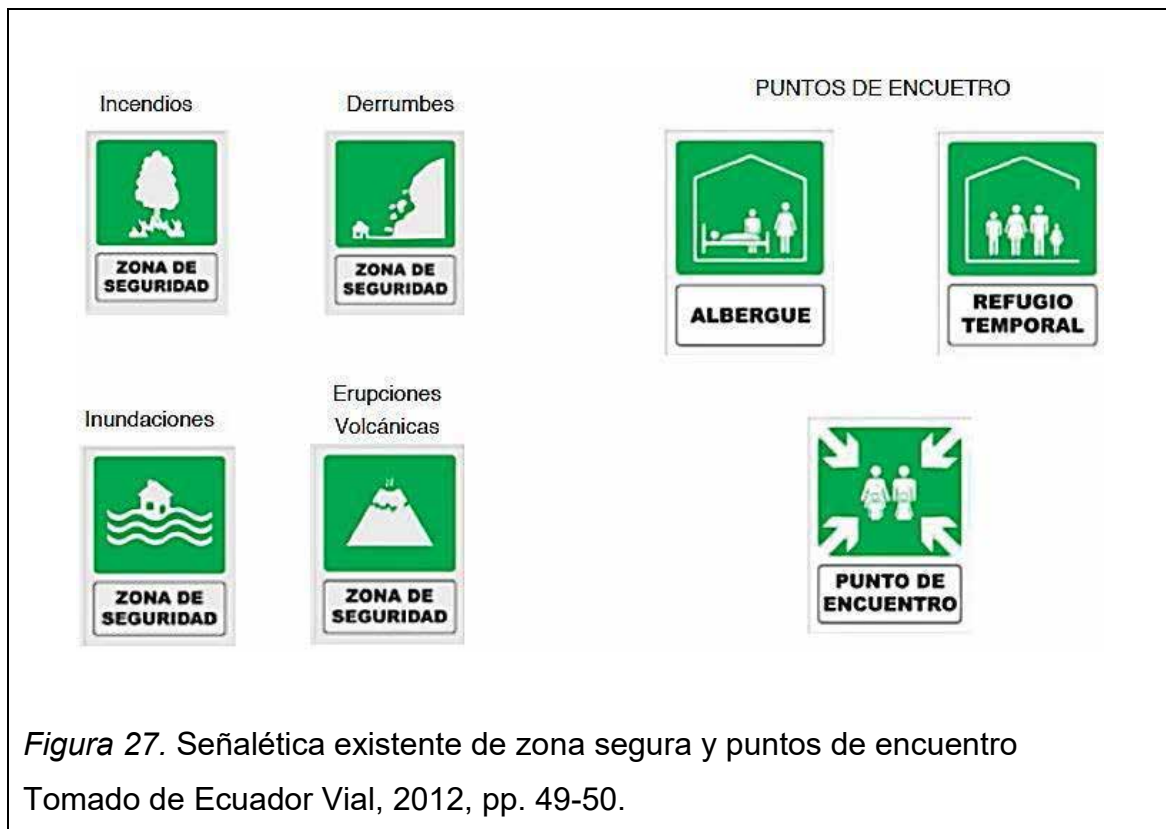 Incendios
ZONA DE
SEGURIDAD
Derrumbes
ZONA DE
SEGURIDAD
Inundaciones
ZONA DE
SEGURIDAD
Erupciones
Volcánicas
ZONA DE
SEGURIDAD
PUNTOS DE ENCUETRO
ALBERGUE
REFUGIO
TEMPORAL
PUNTO DE
ENCUENTRO
Figura 27. Señalética existente de zona segura y puntos de encuentro
Tomado de Ecuador Vial, 2012, pp. 49-50.